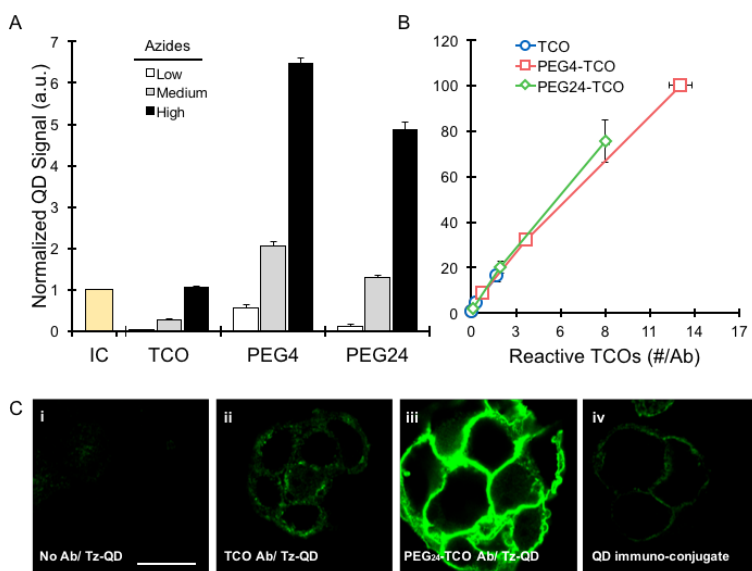 A
Azides
Low
Medium
High
Normalized QD Signal (a.u.)
7
6
5
4
3
2
1
0
IC TCO PEG4 PEG24
B
TCO
PEG4-TCO
PEG24-TCO
120
100
80
60
40
20
0
0 3 6 8 11 14 17
Reactive TCOs (#/Ab)
C
i
No Ab/ Tz-QD
ii
TCO Ab/ Tz-QD
iii
PEG24-TCO Ab/ Tz-QD
iv
QD immuno-conjugate